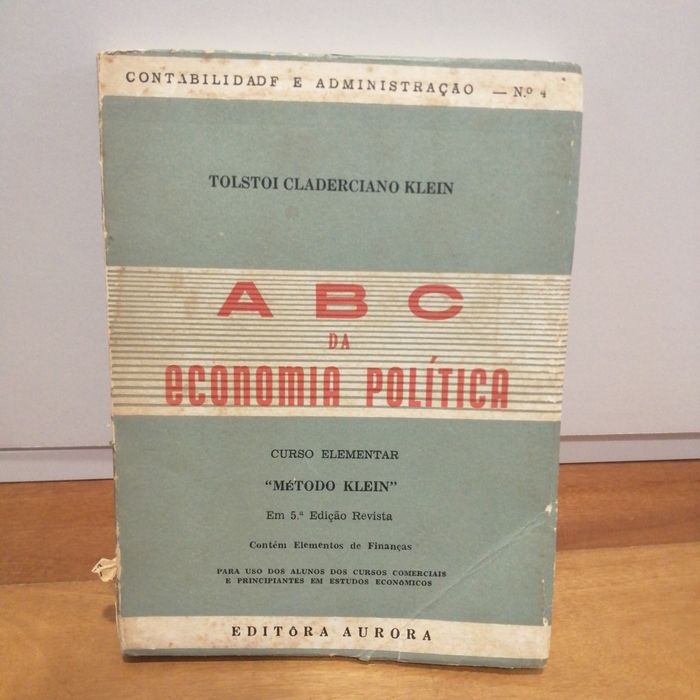 CONTABILIDADE E ADMINISTRAÇÃO — N.º 4
TOLSTOI CLADERCIANO KLEIN
ABC
DA
ECONOMIA POLÍTICA
CURSO ELEMENTAR
"MÉTODO KLEIN"
Em 5.ª Edição Revista
Contém Elementos de Finanças
PARA USO DOS ALUNOS DOS CURSOS COMERCIAIS
E PRINCIPIANTES EM ESTUDOS ECONÔMICOS
EDITÔRA AURORA